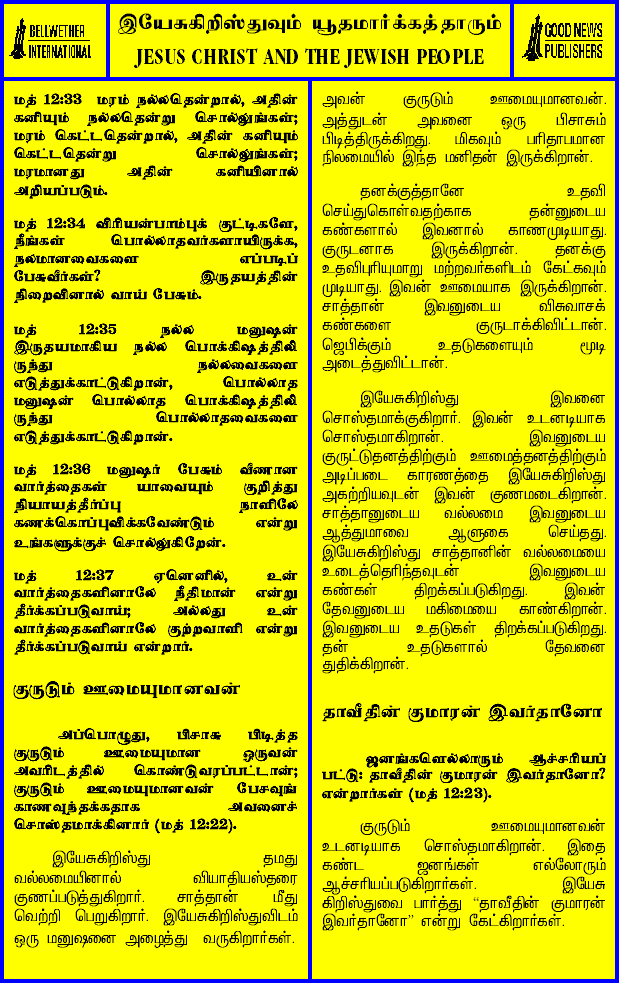 BELLWETHER
INTERNATIONAL
இயேசுகிறிஸ்துவும் யூதமார்க்கத்தாரும்
JESUS CHRIST AND THE JEWISH PEOPLE
GOOD NEWS
PUBLISHERS
மத் 12:33 மரம் நல்லதென்றால், அதின்
கனியும் நல்லதென்று சொல்லுங்கள்;
மரம் கெட்டதென்றால், அதின் கனியும்
கெட்டதென்று சொல்லுங்கள்;
மரமானது அதின் கனியினால்
அறியப்படும்.
மத் 12:34 விரியன்பாம்புக் குட்டிகளே,
நீங்கள் பொல்லாதவர்களாயிருக்க,
நலமானவைகளை எப்படிப்
பேசுவீர்கள்? இருதயத்தின்
நிறைவினால் வாய் பேசும்.
மத் 12:35 நல்ல மனுஷன்
இருதயமாகிய நல்ல பொக்கிஷத்திலி
ருந்து நல்லவைகளை
எடுத்துக்காட்டுகிறான், பொல்லாத
மனுஷன் பொல்லாத பொக்கிஷத்திலி
ருந்து பொல்லாதவைகளை
எடுத்துக்காட்டுகிறான்.
மத் 12:36 மனுஷர் பேசும் வீணான
வார்த்தைகள் யாவையும் குறித்து
நியாயத்தீர்ப்பு நாளிலே
கணக்கொப்புவிக்கவேண்டும் என்று
உங்களுக்குச் சொல்லுகிறேன்.
மத் 12:37 ஏனெனில், உன்
வார்த்தைகளினாலே நீதிமான் என்று
தீர்க்கப்படுவாய்; அல்லது உன்
வார்த்தைகளினாலே குற்றவாளி என்று
தீர்க்கப்படுவாய் என்றார்.
குருடும் ஊமையுமானவன்
அப்பொழுது, பிசாசு பிடித்த
குருடும் ஊமையுமான ஒருவன்
அவரிடத்தில் கொண்டுவரப்பட்டான்;
குருடும் ஊமையுமானவன் பேசவுங்
காணவுந்தக்கதாக அவனைச்
சொஸ்தமாக்கினார் (மத் 12:22).
இயேசுகிறிஸ்து தமது
வல்லமையினால் வியாதியஸ்தரை
குணப்படுத்துகிறார். சாத்தான் மீது
வெற்றி பெறுகிறார். இயேசுகிறிஸ்துவிடம்
ஒரு மனுஷனை அழைத்து வருகிறார்கள்.
அவன் குருடும் ஊமையுமானவன்.
அத்துடன் அவனை ஒரு பிசாசும்
பிடித்திருக்கிறது. மிகவும் பரிதாபமான
நிலமையில் இந்த மனிதன் இருக்கிறான்.
தனக்குத்தானே உதவி
செய்துகொள்வதற்காக தன்னுடைய
கண்களால் இவனால் காணமுடியாது.
குருடனாக இருக்கிறான். தனக்கு
உதவிபுரியுமாறு மற்றவர்களிடம் கேட்கவும்
முடியாது. இவன் ஊமையாக இருக்கிறான்.
சாத்தான் இவனுடைய விசுவாசக்
கண்களை குருடாக்கிவிட்டான்.
ஜெபிக்கும் உதடுகளையும் மூடி
அடைத்துவிட்டான்.
இயேசுகிறிஸ்து இவனை
சொஸ்தமாக்குகிறார். இவன் உடனடியாக
சொஸ்தமாகிறான். இவனுடைய
குருட்டுதனத்திற்கும் ஊமைத்தனத்திற்கும்
அடிப்படை காரணத்தை இயேசுகிறிஸ்து
அகற்றியவுடன் இவன் குணமடைகிறான்.
சாத்தானுடைய வல்லமை இவனுடைய
ஆத்துமாவை ஆளுகை செய்தது.
இயேசுகிறிஸ்து சாத்தானின் வல்லமையை
உடைத்தெரிந்தவுடன் இவனுடைய
கண்கள் திறக்கப்படுகிறது. இவன்
தேவனுடைய மகிமையை காண்கிறான்.
இவனுடைய உதடுகள் திறக்கப்படுகிறது.
தன் உதடுகளால் தேவனை
துதிக்கிறான்.
தாவீதின் குமாரன் இவர்தானோ
ஜனங்களெல்லாரும் ஆச்சரியப்
பட்டு: தாவீதின் குமாரன் இவர்தானோ?
என்றார்கள் (மத் 12:23).
குருடும் ஊமையுமானவன்
உடனடியாக சொஸ்தமாகிறான். இதை
கண்ட ஜனங்கள் எல்லோரும்
ஆச்சரியப்படுகிறார்கள். இயேசு
கிறிஸ்துவை பார்த்து "தாவீதின் குமாரன்
இவர்தானோ" என்று கேட்கிறார்கள்.